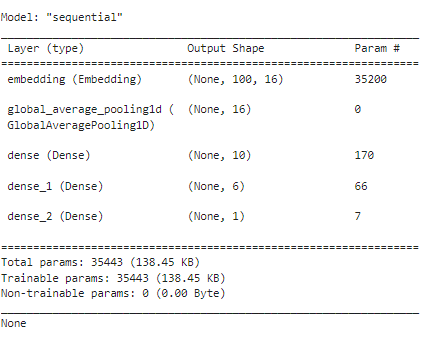 Model: "sequential"
_________________________________________________________________
Layer (type) Output Shape Param #
=================================================================
embedding (Embedding) (None, 100, 16) 35200
global_average_pooling1d ( (None, 16) 0
GlobalAveragePooling1D)
dense (Dense) (None, 10) 170
dense_1 (Dense) (None, 6) 66
dense_2 (Dense) (None, 1) 7
=================================================================
Total params: 35443 (138.45 KB)
Trainable params: 35443 (138.45 KB)
Non-trainable params: 0 (0.00 Byte)
_________________________________________________________________
None